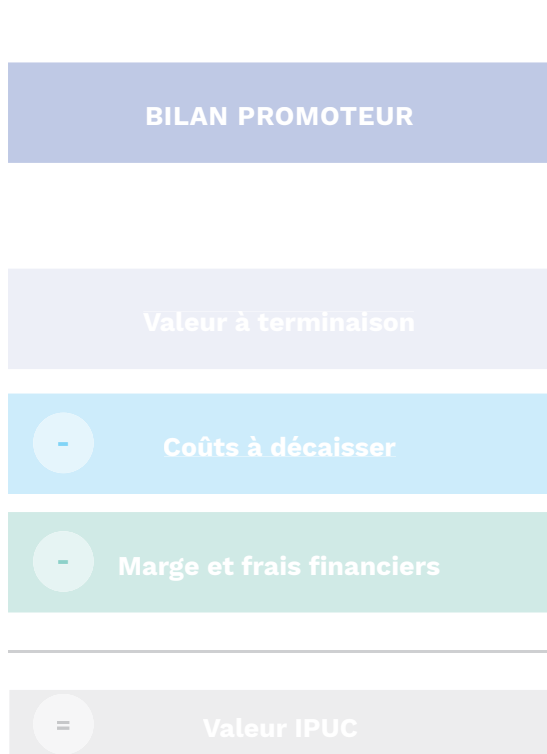 BILAN PROMOTEUR
Valeur à terminaison
- Coûts à décaisser
- Marge et frais financiers
= Valeur IPUC